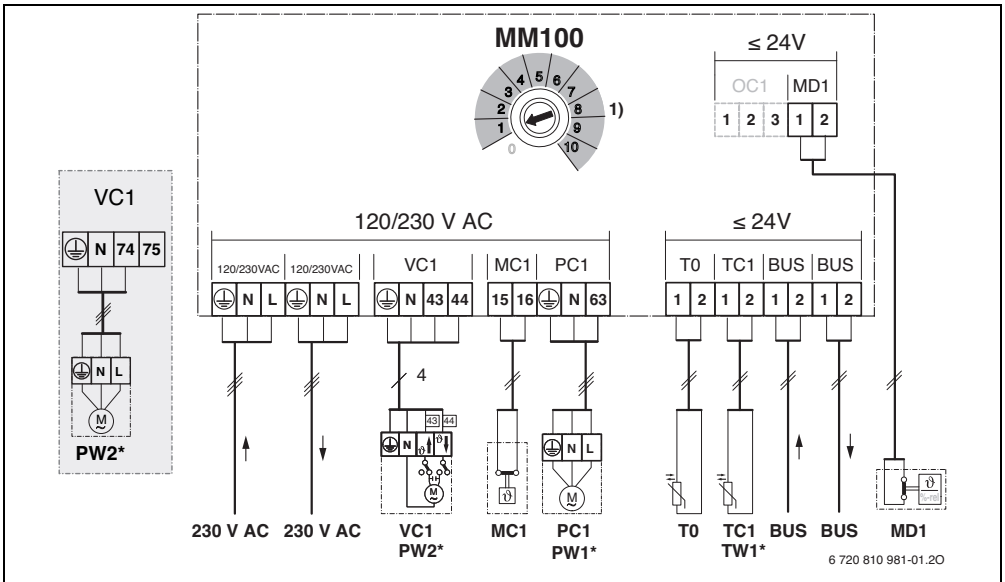 MM100
≤ 24V
OC1 MD1
1 2 3 1 2
0 1 2 3 4 5 6 7 8 9 10
1)
VC1
N 74 75
N L
M
PW2*
120/230 V AC
≤ 24V
120/230VAC 120/230VAC VC1 MC1 PC1 T0 TC1 BUS BUS
N L N L N 43 44 15 16 N 63 1 2 1 2 1 2 1 2
4
43 44
N ϑ ϑ
N L
M
ϑ
M
ϑ
%-rel.
230 V AC 230 V AC VC1 MC1 PC1 T0 TC1 BUS BUS MD1
PW2* PW1* TW1*
6 720 810 981-01.2O